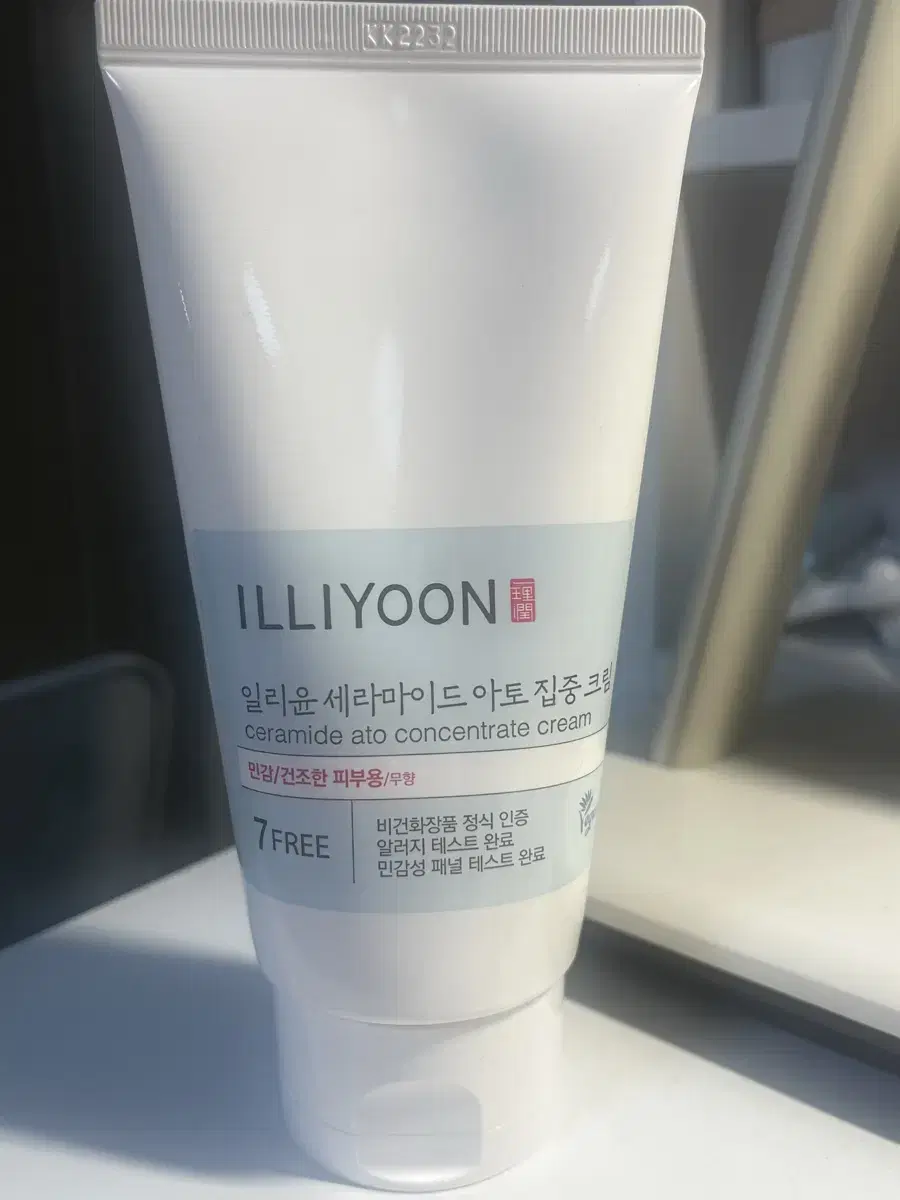 KK2232
ILLIYOON 理潤
일리윤 세라마이드 아토 집중 크림
ceramide ato concentrate cream
민감/건조한 피부용/무향
7FREE
비건화장품 정식 인증
알러지 테스트 완료
민감성 패널 테스트 완료